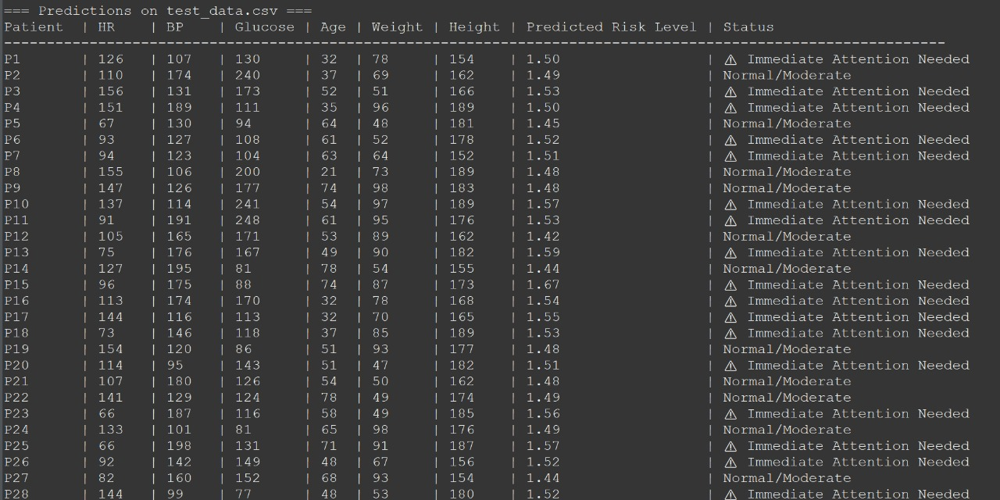 === Predictions on test_data.csv ===
Patient | HR | BP | Glucose | Age | Weight | Height | Predicted Risk Level | Status
------------------------------------------------------------------------------------------------------------------------
P1 | 126 | 107 | 130 | 32 | 78 | 154 | 1.50 | ⚠ Immediate Attention Needed
P2 | 110 | 174 | 240 | 37 | 69 | 162 | 1.49 | Normal/Moderate
P3 | 156 | 131 | 173 | 52 | 51 | 166 | 1.53 | ⚠ Immediate Attention Needed
P4 | 151 | 189 | 111 | 35 | 96 | 189 | 1.50 | ⚠ Immediate Attention Needed
P5 | 67 | 130 | 94 | 64 | 48 | 181 | 1.45 | Normal/Moderate
P6 | 93 | 127 | 108 | 61 | 52 | 178 | 1.52 | ⚠ Immediate Attention Needed
P7 | 94 | 123 | 104 | 63 | 64 | 152 | 1.51 | ⚠ Immediate Attention Needed
P8 | 155 | 106 | 200 | 21 | 73 | 189 | 1.48 | Normal/Moderate
P9 | 147 | 126 | 177 | 74 | 98 | 183 | 1.48 | Normal/Moderate
P10 | 137 | 114 | 241 | 54 | 97 | 189 | 1.57 | ⚠ Immediate Attention Needed
P11 | 91 | 191 | 248 | 61 | 95 | 176 | 1.53 | ⚠ Immediate Attention Needed
P12 | 105 | 165 | 171 | 53 | 89 | 162 | 1.42 | Normal/Moderate
P13 | 75 | 176 | 167 | 49 | 90 | 182 | 1.59 | ⚠ Immediate Attention Needed
P14 | 127 | 195 | 81 | 78 | 54 | 155 | 1.44 | Normal/Moderate
P15 | 96 | 175 | 88 | 74 | 87 | 173 | 1.67 | ⚠ Immediate Attention Needed
P16 | 113 | 174 | 170 | 32 | 78 | 168 | 1.54 | ⚠ Immediate Attention Needed
P17 | 144 | 116 | 113 | 32 | 70 | 165 | 1.55 | ⚠ Immediate Attention Needed
P18 | 73 | 146 | 118 | 37 | 85 | 189 | 1.53 | ⚠ Immediate Attention Needed
P19 | 154 | 120 | 86 | 51 | 93 | 177 | 1.48 | Normal/Moderate
P20 | 114 | 95 | 143 | 51 | 47 | 182 | 1.51 | ⚠ Immediate Attention Needed
P21 | 107 | 180 | 126 | 54 | 50 | 162 | 1.48 | Normal/Moderate
P22 | 141 | 129 | 124 | 78 | 49 | 174 | 1.49 | Normal/Moderate
P23 | 66 | 187 | 116 | 58 | 49 | 185 | 1.56 | ⚠ Immediate Attention Needed
P24 | 133 | 101 | 81 | 65 | 98 | 176 | 1.49 | Normal/Moderate
P25 | 66 | 198 | 131 | 71 | 91 | 187 | 1.57 | ⚠ Immediate Attention Needed
P26 | 92 | 142 | 149 | 48 | 67 | 156 | 1.52 | ⚠ Immediate Attention Needed
P27 | 82 | 160 | 152 | 68 | 93 | 154 | 1.44 | Normal/Moderate
P28 | 144 | 99 | 77 | 48 | 53 | 180 | 1.52 | ⚠ Immediate Attention Needed